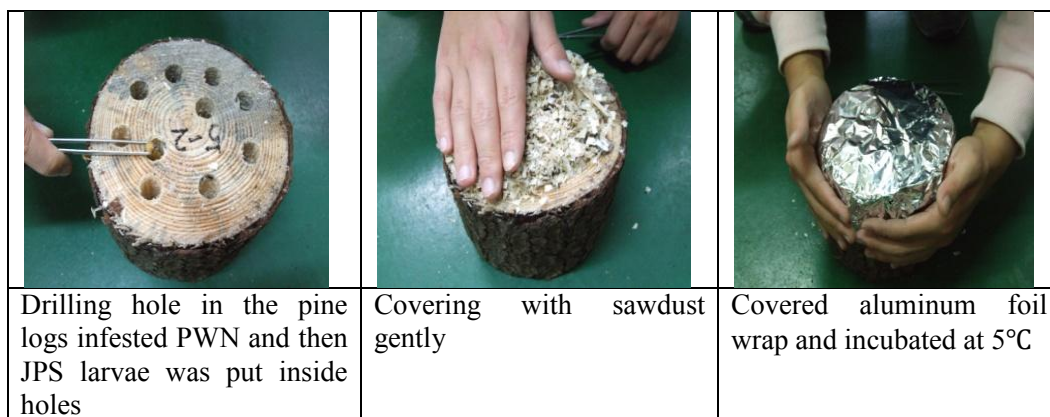 5-2
Drilling hole in the pine
logs infested PWN and then
JPS larvae was put inside
holes
Covering with sawdust
gently
Covered aluminum foil
wrap and incubated at 5℃